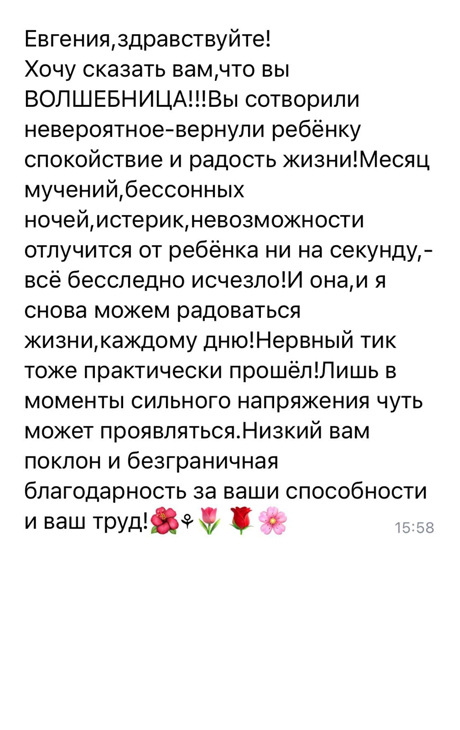 Евгения,здравствуйте!
Хочу сказать вам,что вы
ВОЛШЕБНИЦА!!!Вы сотворили
невероятное-вернули ребёнку
спокойствие и радость жизни!Месяц
мучений,бессонных
ночей,истерик,невозможности
отлучится от ребёнка ни на секунду,-
всё бесследно исчезло!И она,и я
снова можем радоваться
жизни,каждому дню!Нервный тик
тоже практически прошёл!Лишь в
моменты сильного напряжения чуть
может проявляться.Низкий вам
поклон и безграничная
благодарность за ваши способности
и ваш труд!🌺⚘🌷🌹🌸 15:58